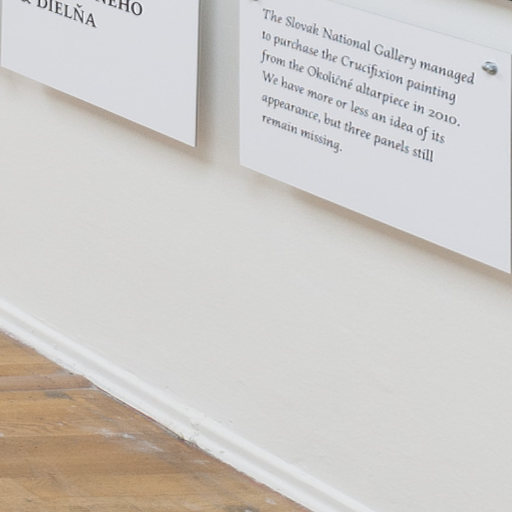 & DIELŇA
The Slovak National Gallery managed
to purchase the Crucifixion painting
from the Okoličné altarpiece in 2010.
We have more or less an idea of its
appearance, but three panels still
remain missing.